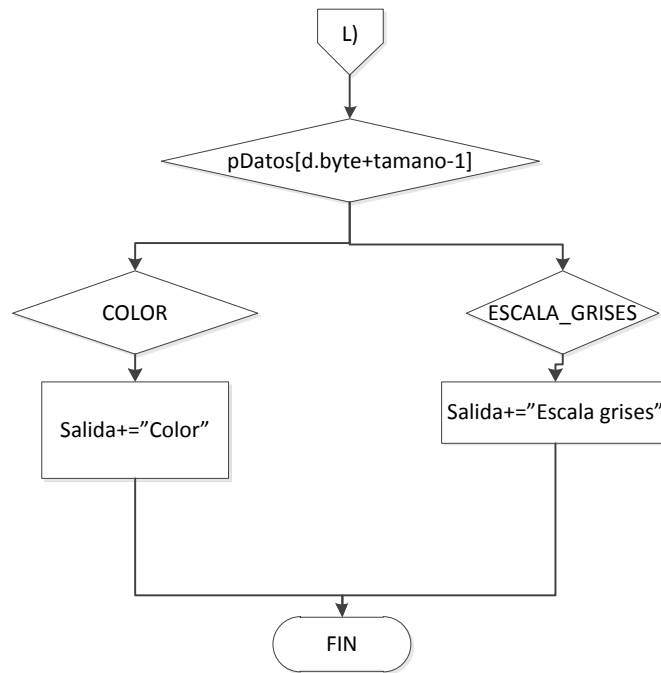 L)
pDatos[d.byte+tamano-1]
COLOR
ESCALA_GRISES
Salida+=”Color”
Salida+=”Escala grises”
FIN